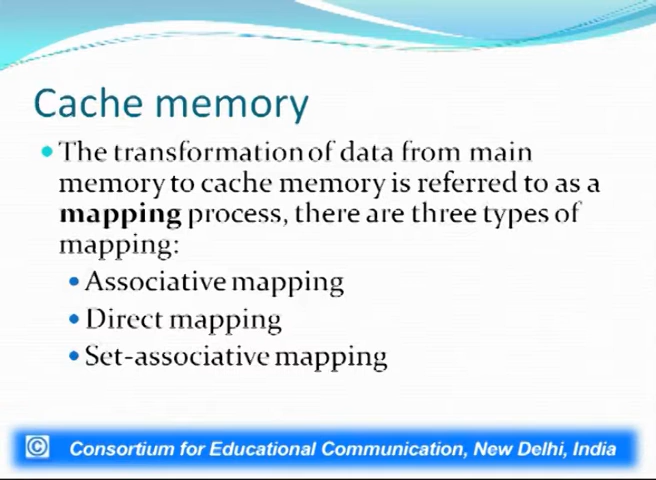 Cache memory
• The transformation of data from main
memory to cache memory is referred to as a
mapping process, there are three types of
mapping:
• Associative mapping
• Direct mapping
• Set-associative mapping
© Consortium for Educational Communication, New Delhi, India